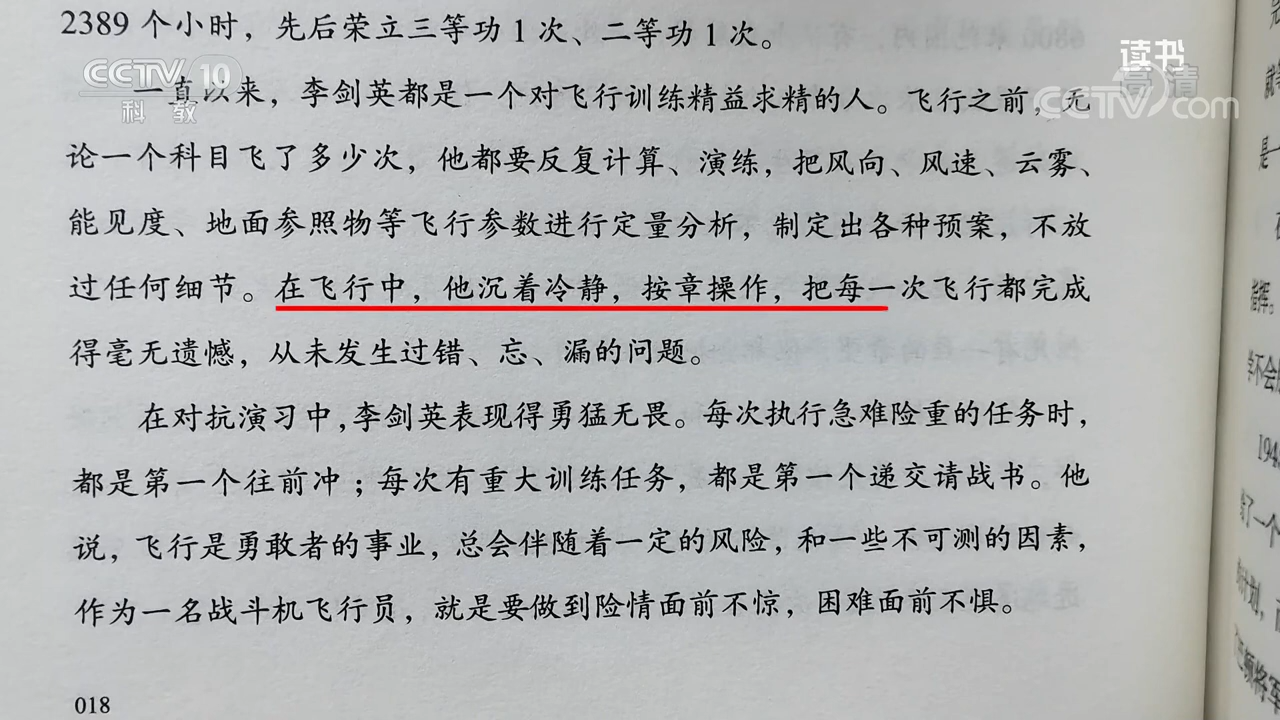 2389 个小时，先后荣立三等功 1 次、二等功 1 次。
CCTV 10
科教
读书
高清
CCTV.com
一直以来，李剑英都是一个对飞行训练精益求精的人。飞行之前，无
论一个科目飞了多少次，他都要反复计算、演练，把风向、风速、云雾、
能见度、地面参照物等飞行参数进行定量分析，制定出各种预案，不放
过任何细节。在飞行中，他沉着冷静，按章操作，把每一次飞行都完成
得毫无遗憾，从未发生过错、忘、漏的问题。
在对抗演习中，李剑英表现得勇猛无畏。每次执行急难险重的任务时，
都是第一个往前冲；每次有重大训练任务，都是第一个递交请战书。他
说，飞行是勇敢者的事业，总会伴随着一定的风险，和一些不可测的因素，
作为一名战斗机飞行员，就是要做到险情面前不惊，困难面前不惧。
018
是一
指挥。
了一个